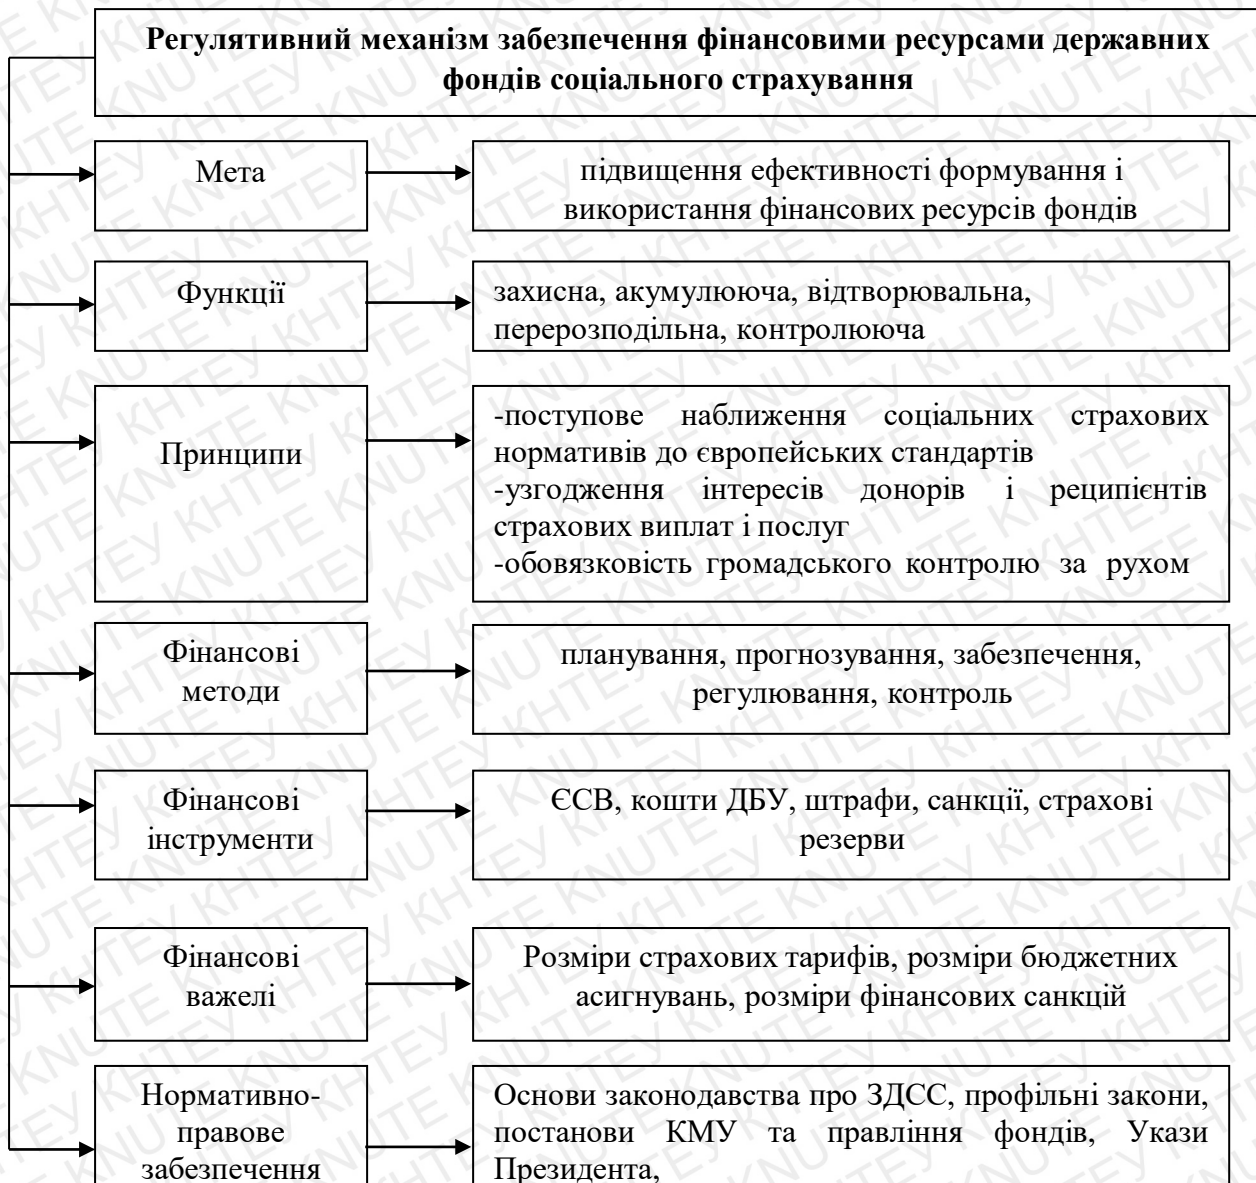 Регулятивний механізм забезпечення фінансовими ресурсами державних
фондів соціального страхування
Мета
підвищення ефективності формування і
використання фінансових ресурсів фондів
Функції
захисна, акумулююча, відтворювальна,
перерозподільна, контролююча
Принципи
-поступове наближення соціальних страхових
нормативів до європейських стандартів
-узгодження інтересів донорів і реципієнтів
страхових виплат і послуг
-обовязковість громадського контролю за рухом
Фінансові
методи
планування, прогнозування, забезпечення,
регулювання, контроль
Фінансові
інструменти
ЄСВ, кошти ДБУ, штрафи, санкції, страхові
резерви
Фінансові
важелі
Розміри страхових тарифів, розміри бюджетних
асигнувань, розміри фінансових санкцій
Нормативно-
правове
забезпечення
Основи законодавства про ЗДСС, профільні закони,
постанови КМУ та правління фондів, Укази
Президента,